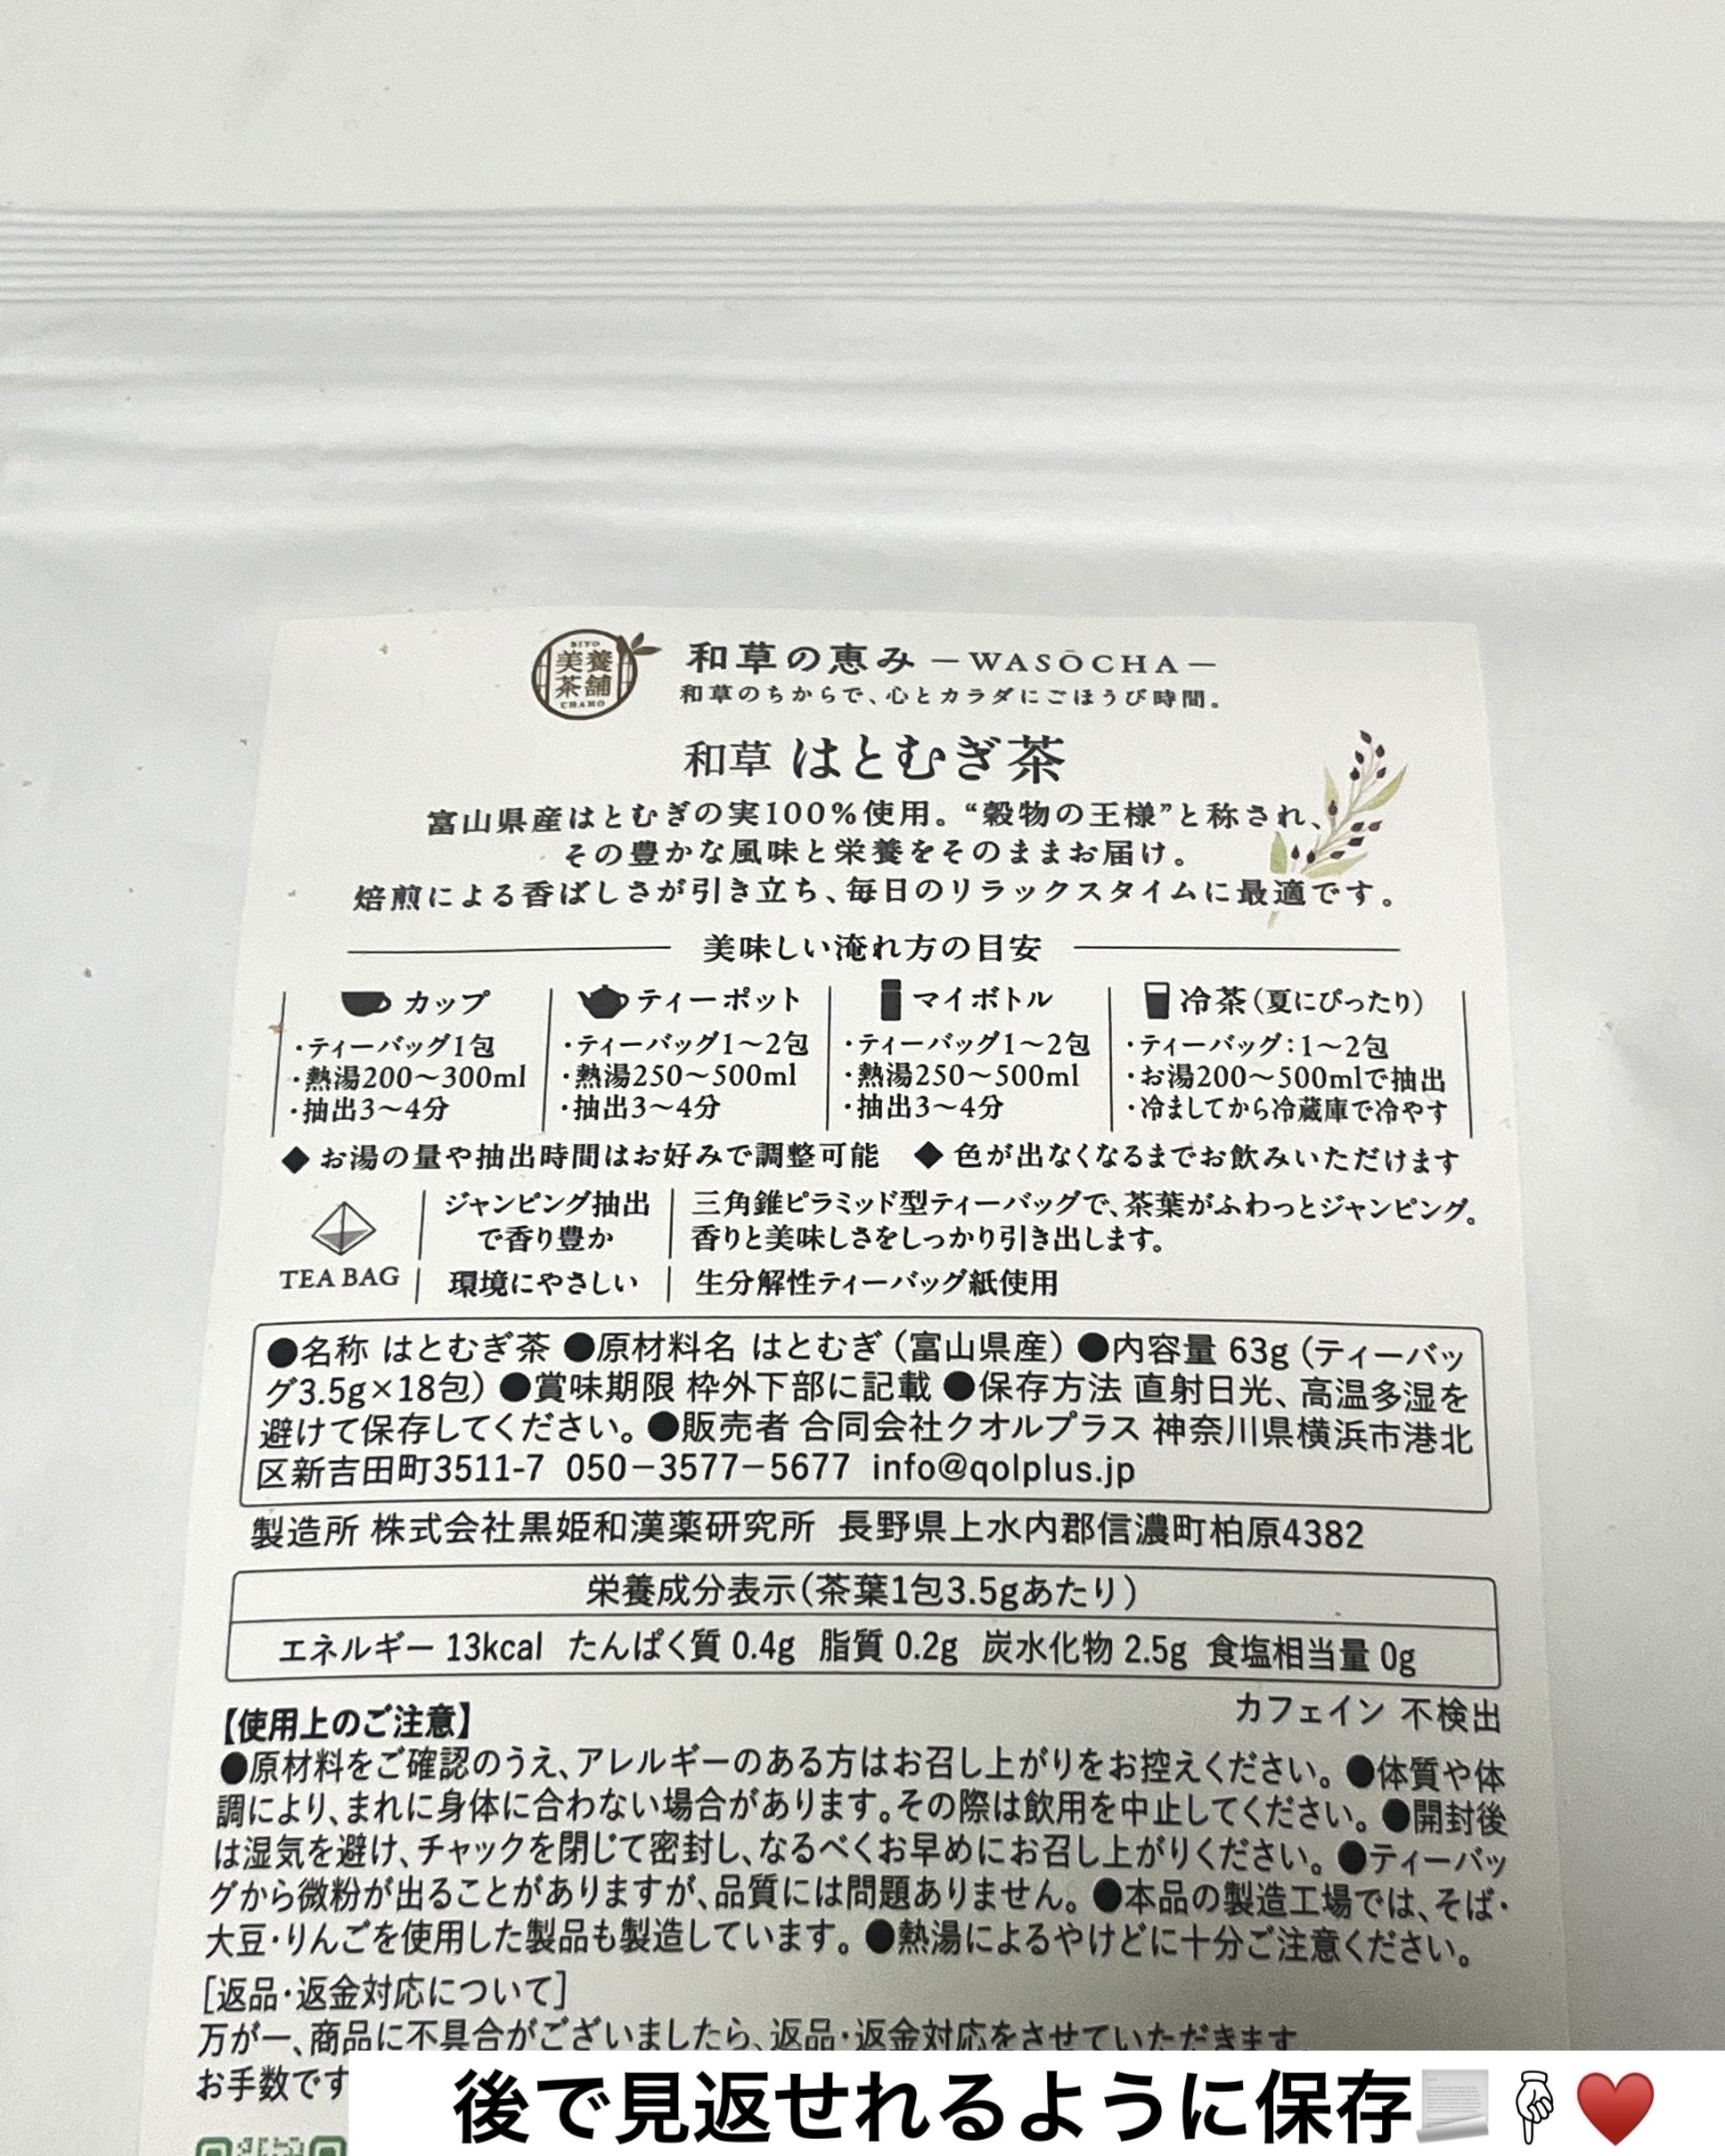 BIYO
美養
茶舗
CHAHO
和草の恵み —WASŌCHA—
和草のちからで、心とカラダにごほうび時間。
和草 はとむぎ茶
富山県産はとむぎの実100%使用。“穀物の王様”と称され、
その豊かな風味と栄養をそのままお届け。
焙煎による香ばしさが引き立ち、毎日のリラックスタイムに最適です。
美味しい淹れ方の目安
カップ
・ティーバッグ1包
・熱湯200〜300ml
・抽出3〜4分
ティーポット
・ティーバッグ1〜2包
・熱湯250〜500ml
・抽出3〜4分
マイボトル
・ティーバッグ1〜2包
・熱湯250〜500ml
・抽出3〜4分
冷茶（夏にぴったり）
・ティーバッグ：1〜2包
・お湯200〜500mlで抽出
・冷ましてから冷蔵庫で冷やす
◆ お湯の量や抽出時間はお好みで調整可能 ◆ 色が出なくなるまでお飲みいただけます
TEA BAG
ジャンピング抽出
で香り豊か
三角錐ピラミッド型ティーバッグで、茶葉がふわっとジャンピング。
香りと美味しさをしっかり引き出します。
環境にやさしい
生分解性ティーバッグ紙使用
●名称 はとむぎ茶 ●原材料名 はとむぎ（富山県産）●内容量 63g（ティーバッ
グ3.5g×18包）●賞味期限 枠外下部に記載 ●保存方法 直射日光、高温多湿を
避けて保存してください。●販売者 合同会社クオルプラス 神奈川県横浜市港北
区新吉田町3511-7 050−3577−5677 info@qolplus.jp
製造所 株式会社黒姫和漢薬研究所 長野県上水内郡信濃町柏原4382
栄養成分表示（茶葉1包3.5gあたり）
エネルギー 13kcal たんぱく質 0.4g 脂質 0.2g 炭水化物 2.5g 食塩相当量 0g
カフェイン 不検出
【使用上のご注意】
●原材料をご確認のうえ、アレルギーのある方はお召し上がりをお控えください。●体質や体
調により、まれに身体に合わない場合があります。その際は飲用を中止してください。●開封後
は湿気を避け、チャックを閉じて密封し、なるべくお早めにお召し上がりください。●ティーバッ
グから微粉が出ることがありますが、品質には問題ありません。●本品の製造工場では、そば・
大豆・りんごを使用した製品も製造しています。●熱湯によるやけどに十分ご注意ください。
［返品・返金対応について］
万が一、商品に不具合がございましたら、返品・返金対応をさせていただきます。
お手数です
後で見返せれるように保存📃👇🏻♥️